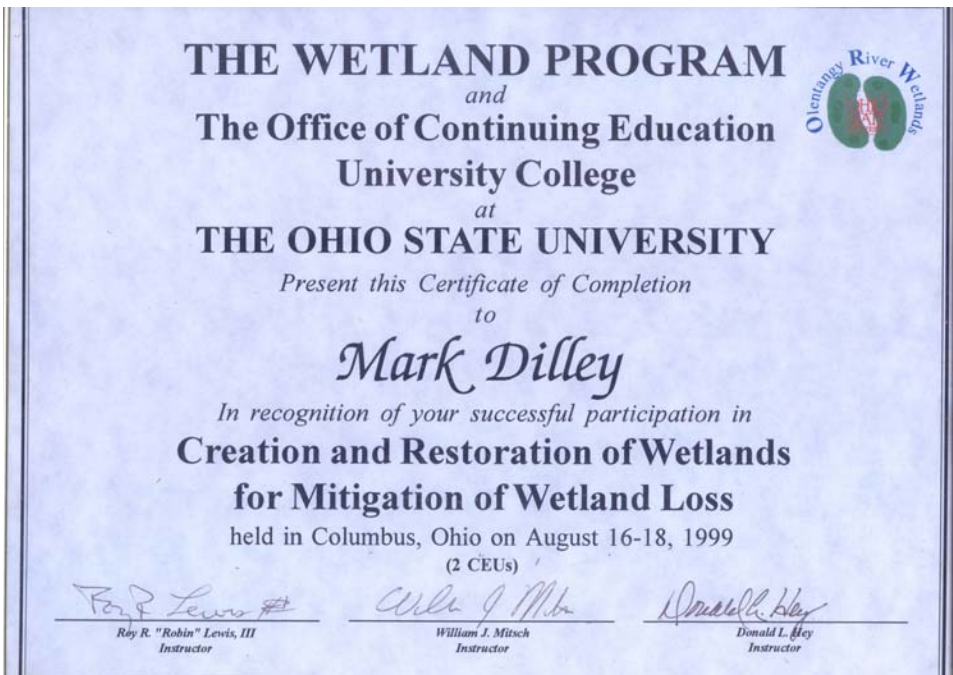 THE WETLAND PROGRAM
and
The Office of Continuing Education
University College
at
THE OHIO STATE UNIVERSITY
Present this Certificate of Completion
to
Mark Dilley
In recognition of your successful participation in
Creation and Restoration of Wetlands
for Mitigation of Wetland Loss
held in Columbus, Ohio on August 16-18, 1999
(2 CEUs)
Olentangy River Wetlands
Roy R. "Robin" Lewis, III
Instructor
William J. Mitsch
Instructor
Donald L. Hey
Instructor